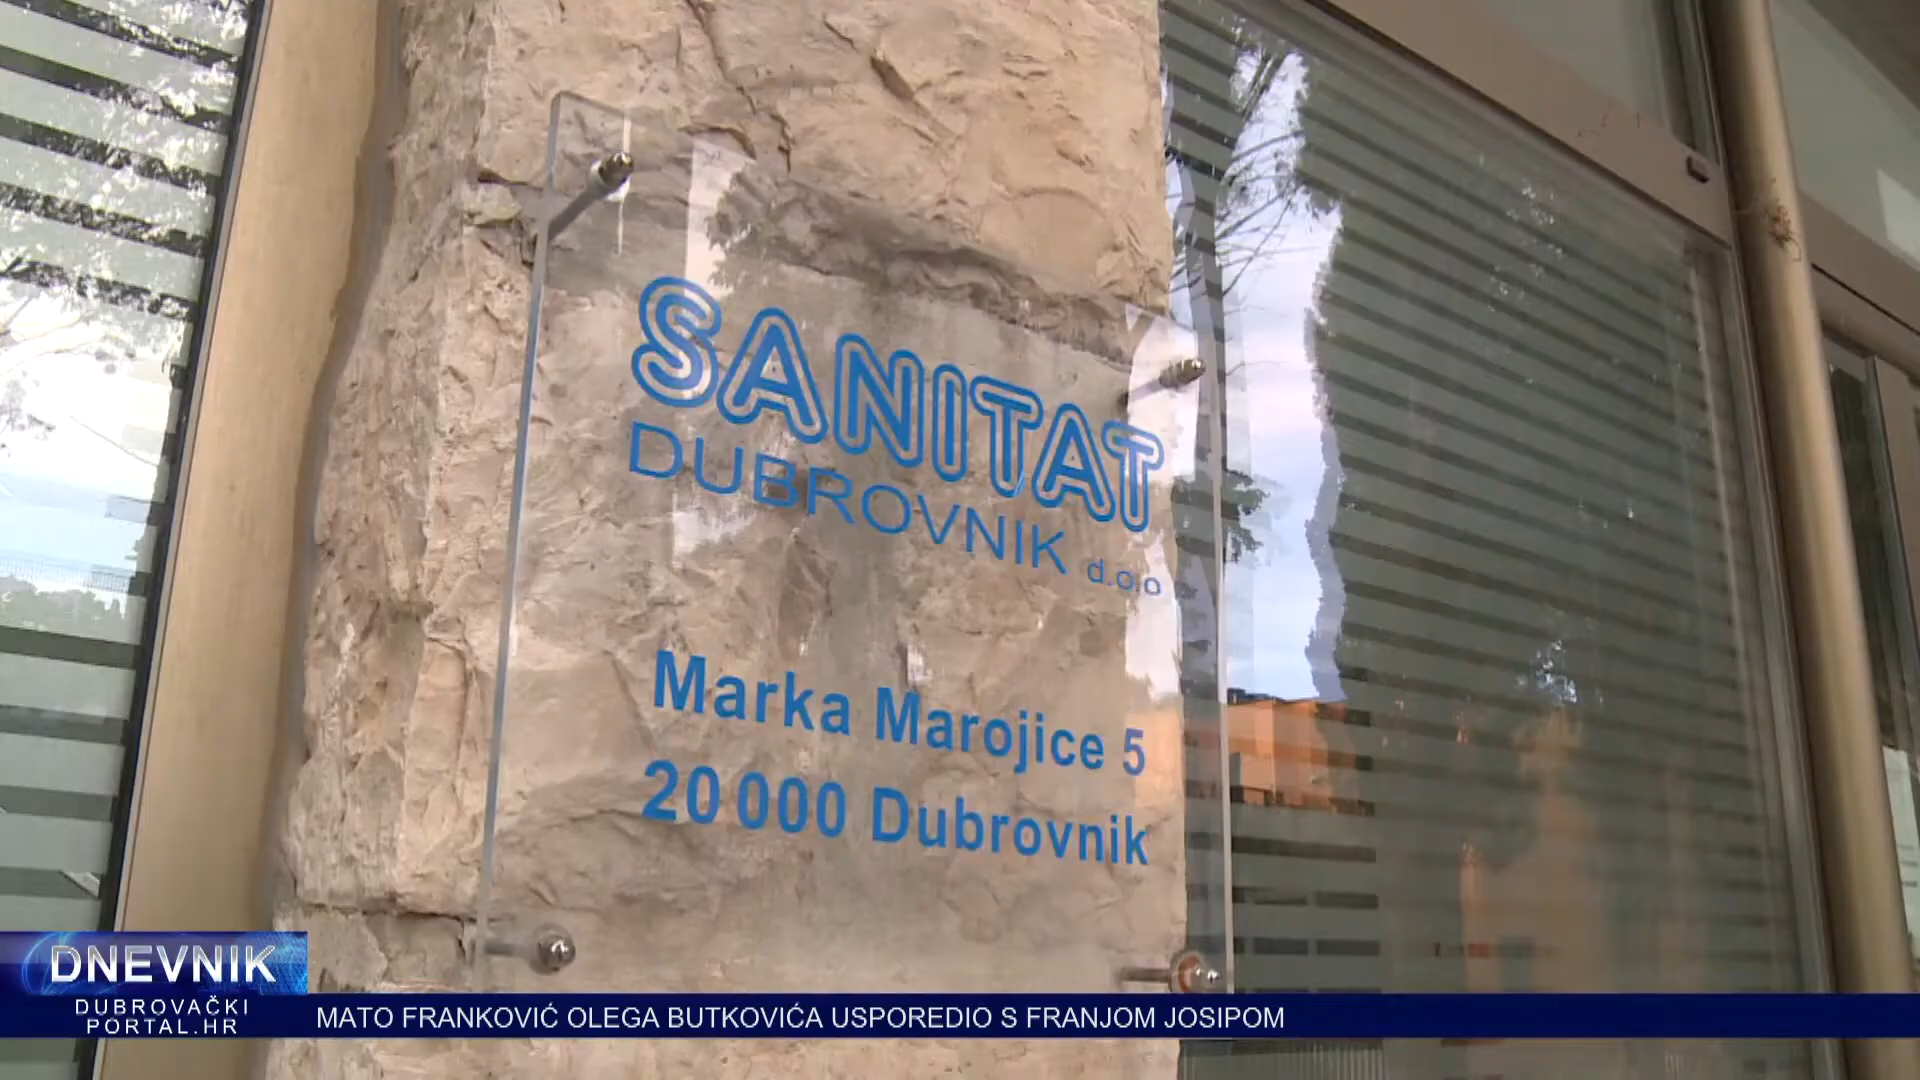 SANITAT
DUBROVNIK d.o.o
Marka Marojice 5
20 000 Dubrovnik
DNEVNIK
DUBROVAČKI
PORTAL.HR
MATO FRANKOVIĆ OLEGA BUTKOVIĆA USPOREDIO S FRANJOM JOSIPOM